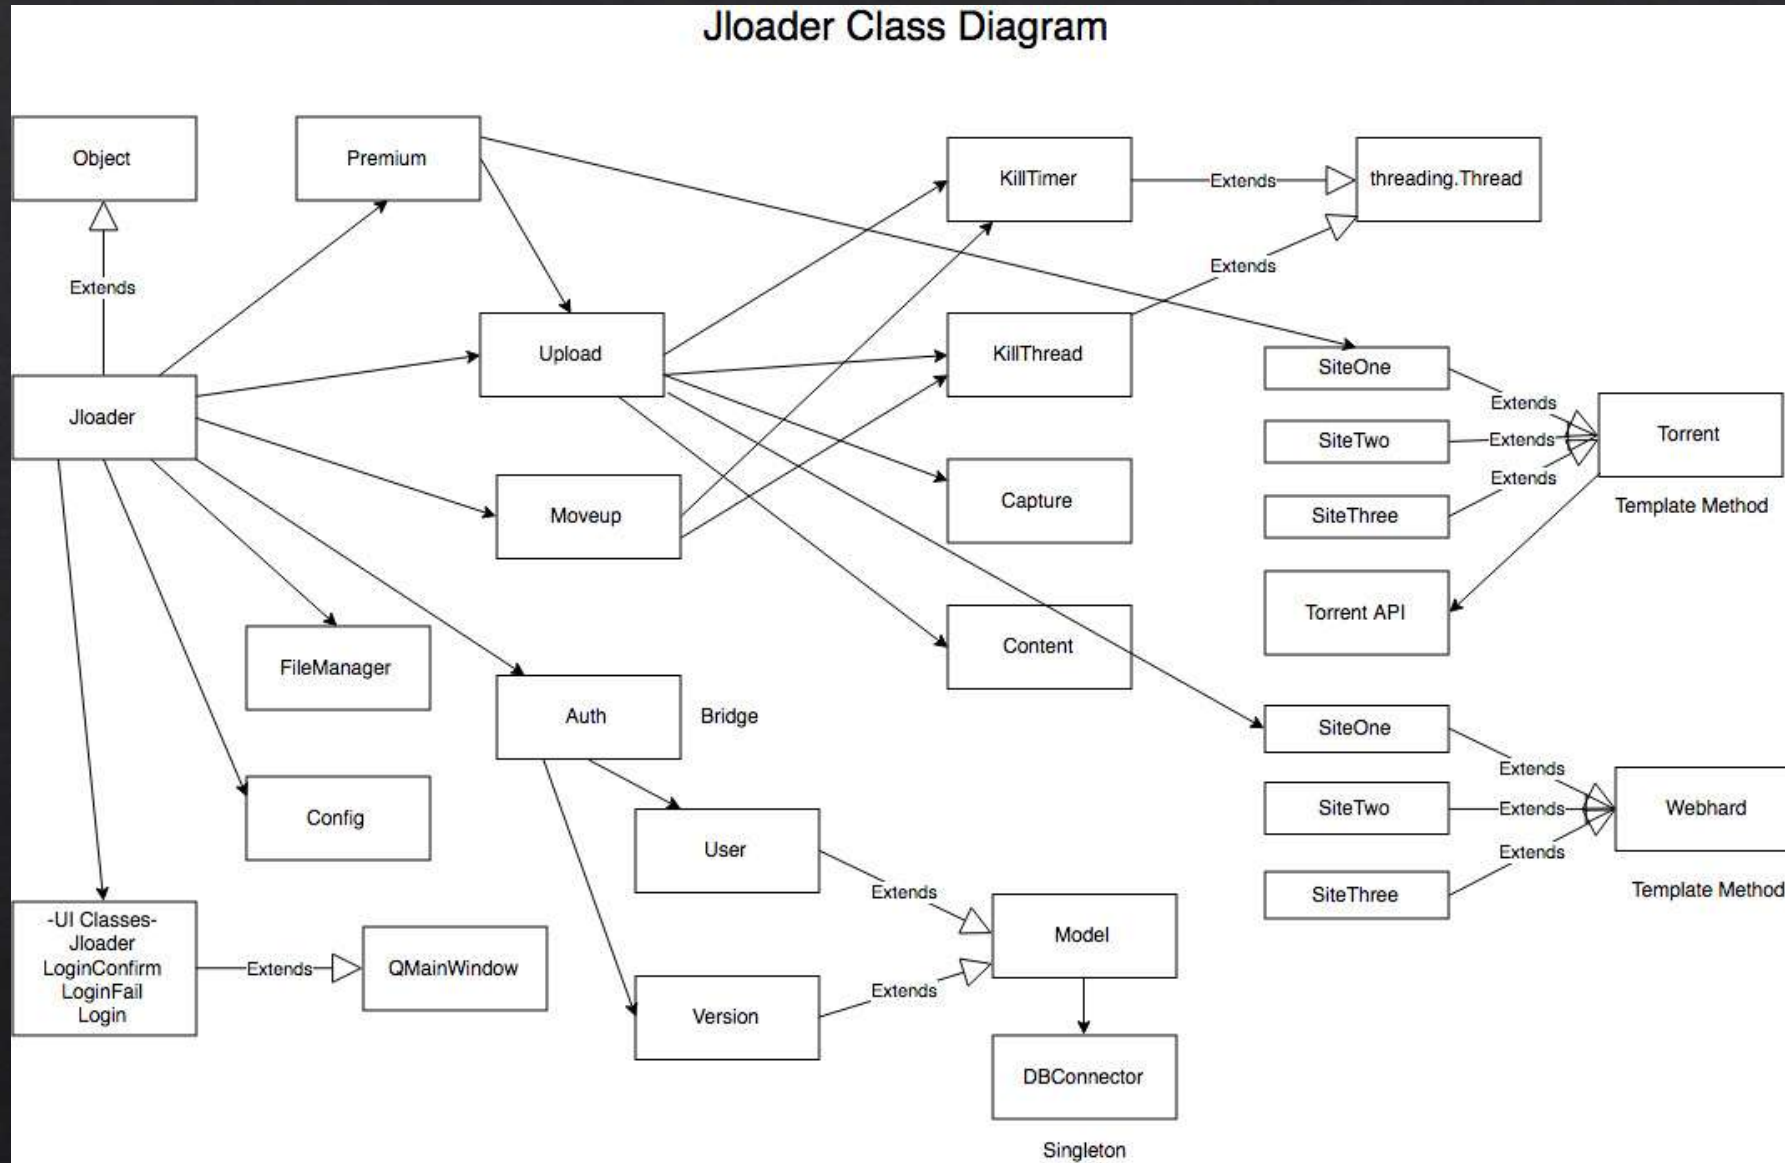 Jloader Class Diagram
Object
Premium
KillTimer
Extends
threading.Thread
Extends
Extends
Upload
KillThread
SiteOne
Extends
Jloader
SiteTwo
Extends
Torrent
Extends
Template Method
Moveup
Capture
SiteThree
Torrent API
FileManager
Content
Auth
Bridge
SiteOne
Extends
Config
SiteTwo
Extends
Webhard
User
Extends
Extends
SiteThree
Template Method
-UI Classes-
Jloader
LoginConfirm
LoginFail
Login
Extends
QMainWindow
Model
Version
Extends
DBConnector
Singleton